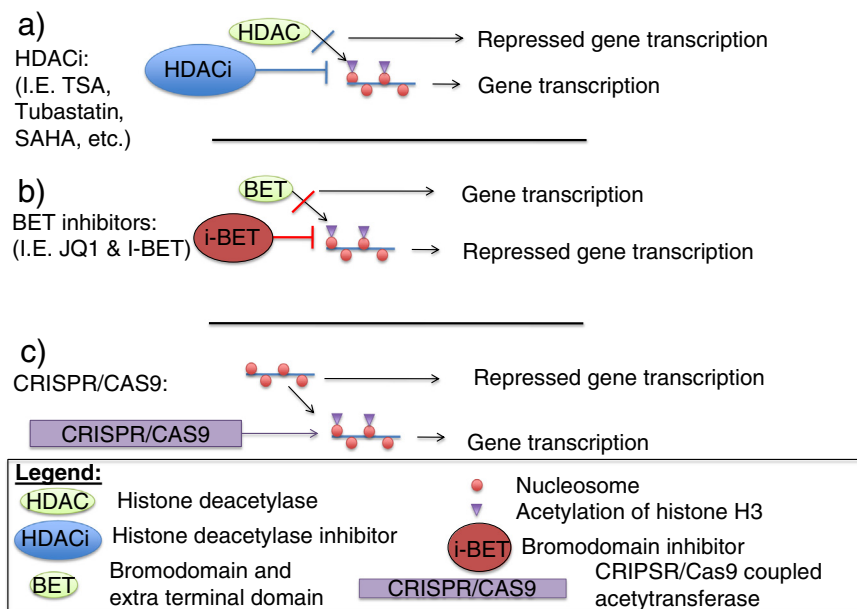 a)
HDAC
Repressed gene transcription
HDACi:
(I.E. TSA,
Tubastatin,
SAHA, etc.)
HDACi
Gene transcription
b)
BET
Gene transcription
BET inhibitors:
(I.E. JQ1 & I-BET)
i-BET
Repressed gene transcription
c)
CRISPR/CAS9:
Repressed gene transcription
CRISPR/CAS9
Gene transcription
Legend:
HDAC
Histone deacetylase
HDACi
Histone deacetylase inhibitor
BET
Bromodomain and
extra terminal domain
Nucleosome
Acetylation of histone H3
i-BET
Bromodomain inhibitor
CRISPR/CAS9
CRIPSR/Cas9 coupled
acetytransferase